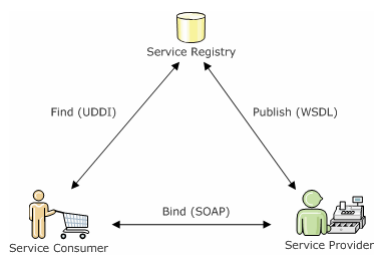 Service Registry
Find (UDDI)
Publish (WSDL)
Bind (SOAP)
Service Consumer
Service Provider